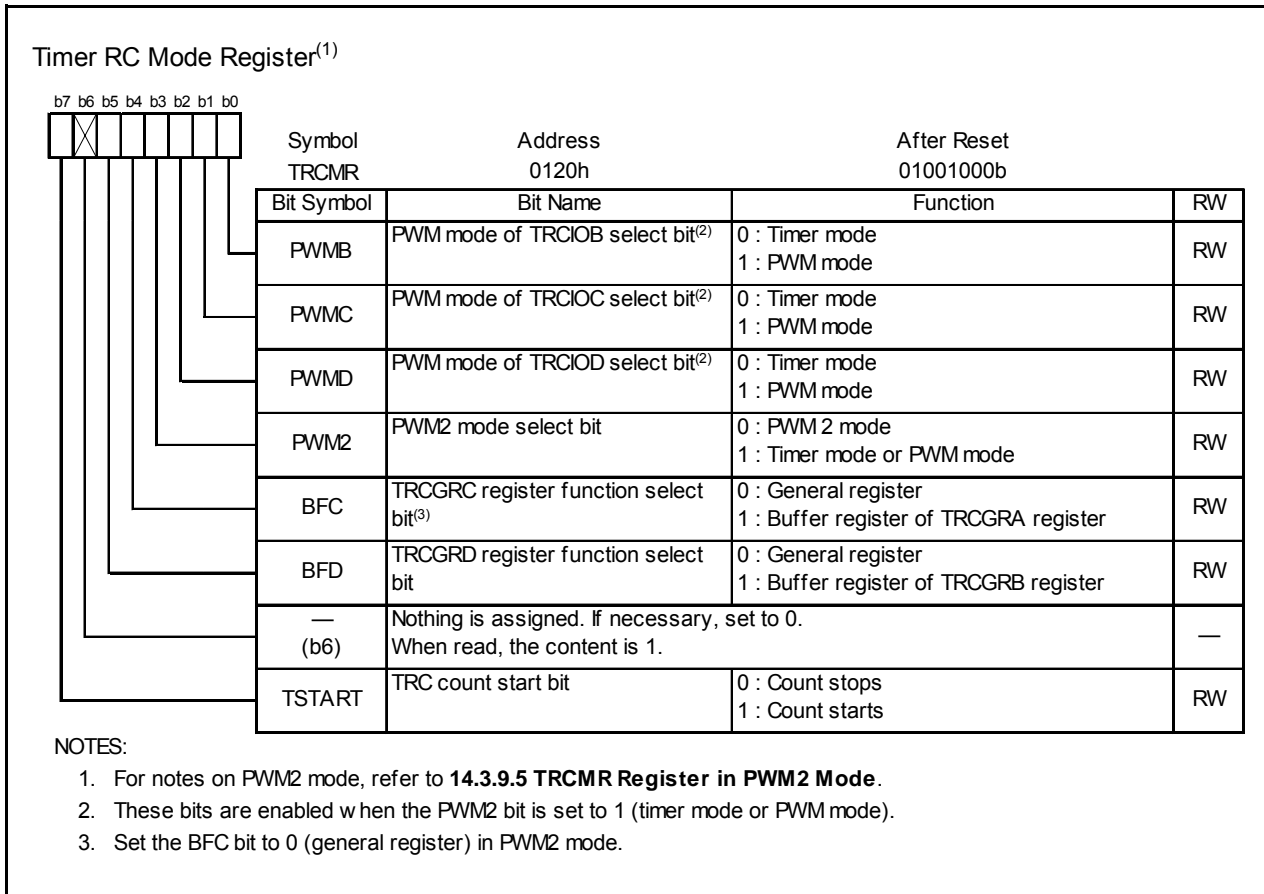 Timer RC Mode Register(1)
b7 b6 b5 b4 b3 b2 b1 b0
Symbol Address After Reset
TRCMR 0120h 01001000b
Bit Symbol Bit Name Function RW
PWMB PWM mode of TRCIOB select bit(2) 0 : Timer mode RW
1 : PWM mode
PWMC PWM mode of TRCIOC select bit(2) 0 : Timer mode RW
1 : PWM mode
PWMD PWM mode of TRCIOD select bit(2) 0 : Timer mode RW
1 : PWM mode
PWM2 PWM2 mode select bit 0 : PWM 2 mode RW
1 : Timer mode or PWM mode
BFC TRCGRC register function select 0 : General register RW
bit(3) 1 : Buffer register of TRCGRA register
BFD TRCGRD register function select 0 : General register RW
bit 1 : Buffer register of TRCGRB register
— Nothing is assigned. If necessary, set to 0. —
(b6) When read, the content is 1.
TSTART TRC count start bit 0 : Count stops RW
1 : Count starts
NOTES:
1. For notes on PWM2 mode, refer to 14.3.9.5 TRCMR Register in PWM2 Mode.
2. These bits are enabled when the PWM2 bit is set to 1 (timer mode or PWM mode).
3. Set the BFC bit to 0 (general register) in PWM2 mode.